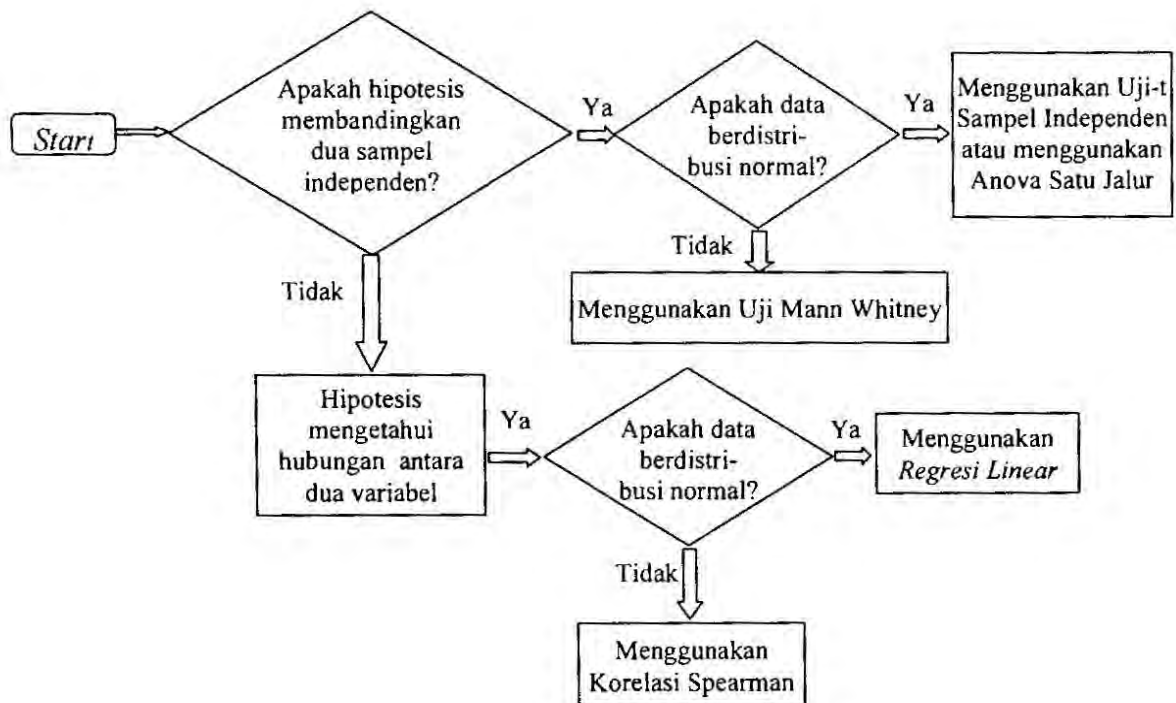 Start
Apakah hipotesis
membandingkan
dua sampel
independen?
Ya
Apakah data
berdistri-
busi normal?
Ya
Menggunakan Uji-t
Sampel Independen
atau menggunakan
Anova Satu Jalur
Tidak
Menggunakan Uji Mann Whitney
Tidak
Hipotesis
mengetahui
hubungan antara
dua variabel
Ya
Apakah data
berdistri-
busi normal?
Ya
Menggunakan
Regresi Linear
Tidak
Menggunakan
Korelasi Spearman